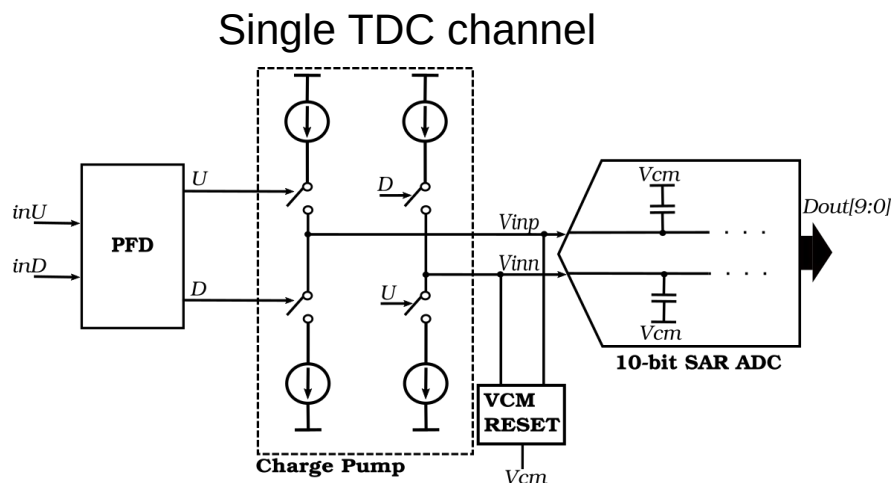 Single TDC channel
U
D
Vcm
inU
Vinp
Dout[9:0]
PFD
inD
Vinn
D
U
Vcm
10-bit SAR ADC
VCM
RESET
Charge Pump
Vcm